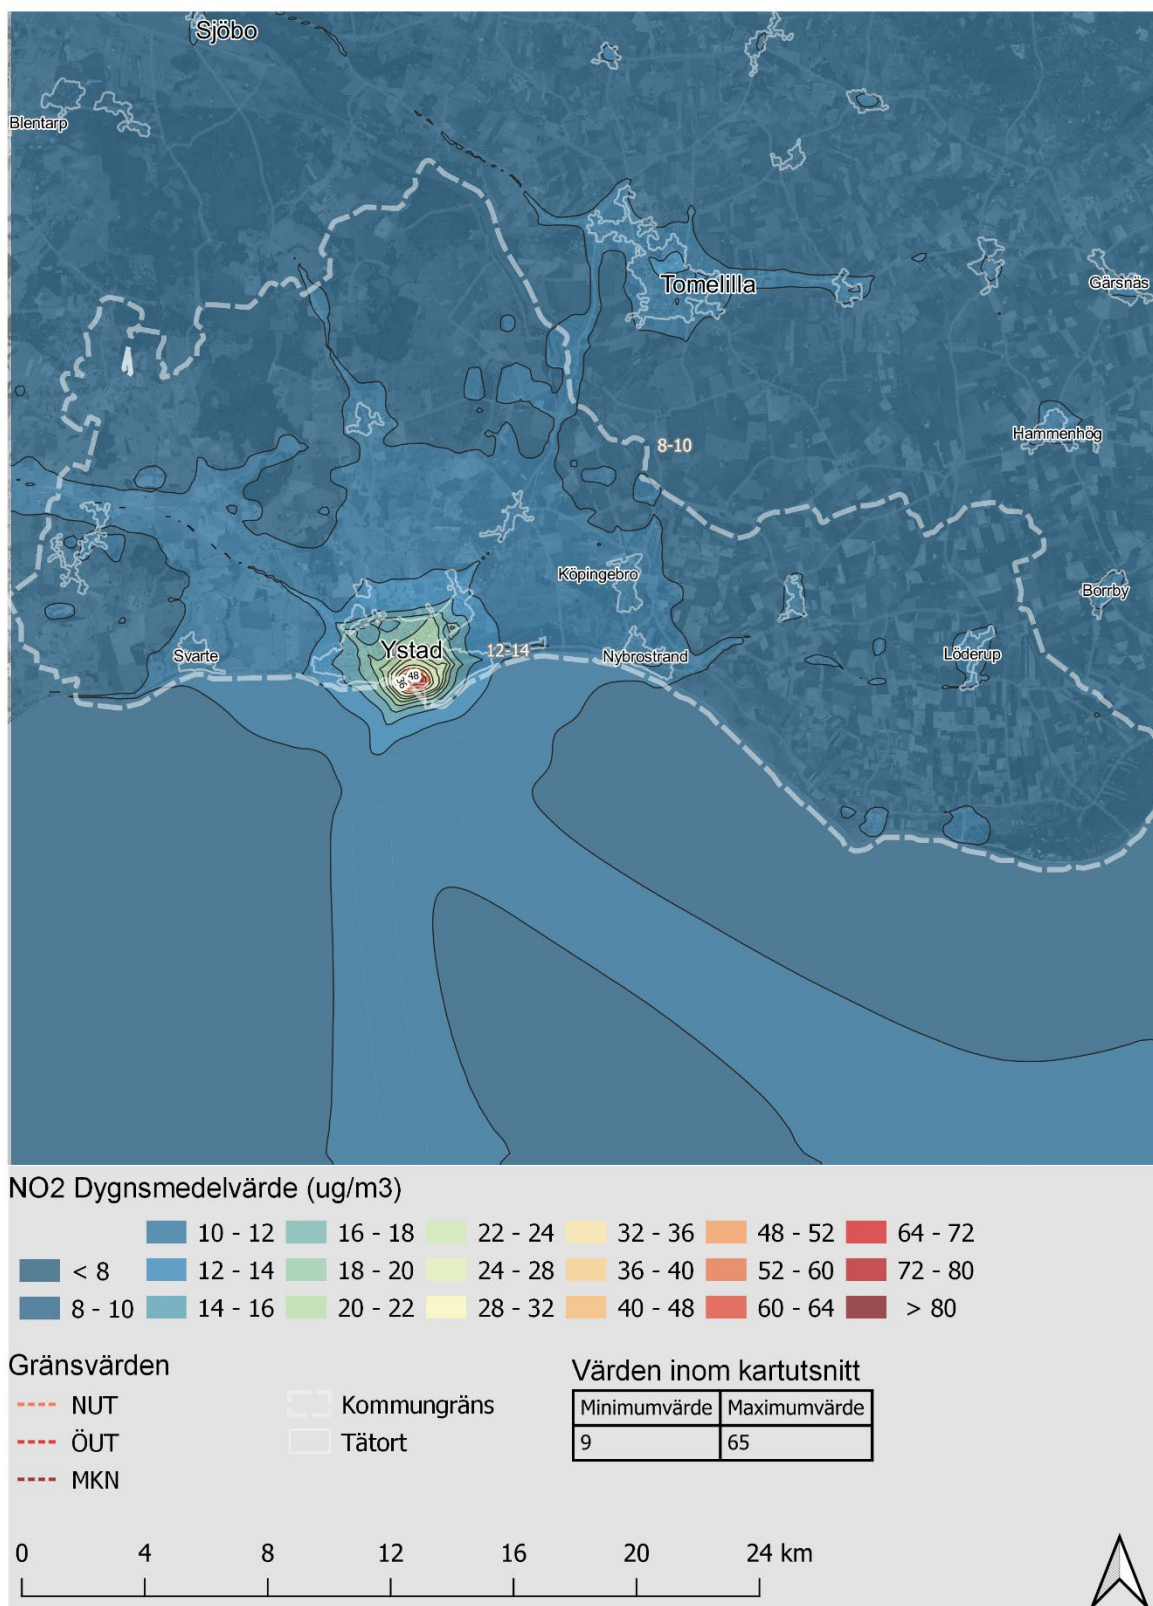 Sjöbo
Blentarp
Tomelilla
Gärsnäs
Hammenhög
8-10
Köpingebro
Borrby
Ystad
12-14
Svarte
Nybrostrand
Löderup
48
36
NO2 Dygnsmedelvärde (ug/m3)
10 - 12 16 - 18 22 - 24 32 - 36 48 - 52 64 - 72
< 8 12 - 14 18 - 20 24 - 28 36 - 40 52 - 60 72 - 80
8 - 10 14 - 16 20 - 22 28 - 32 40 - 48 60 - 64 > 80
Gränsvärden
NUT
ÖUT
MKN
Kommungräns
Tätort
Värden inom kartutsnitt
Minimumvärde Maximumvärde
9 65
0 4 8 12 16 20 24 km